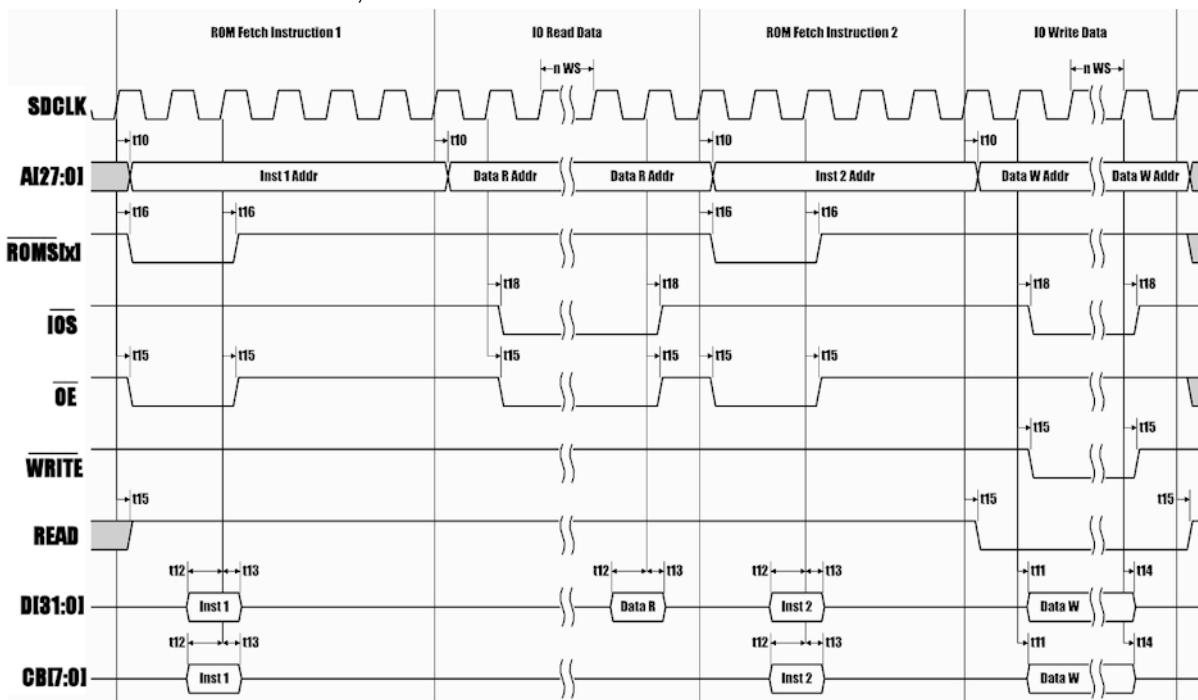 ROM Fetch Instruction 1 IO Read Data ROM Fetch Instruction 2 IO Write Data
n WS n WS
SDCLK
t10 t10 t10 t10
A[27:0] Inst 1 Addr Data R Addr Data R Addr Inst 2 Addr Data W Addr Data W Addr
t16 t16 t16 t16
ROMS[x]
t18 t18 t18 t18
IOS
t15 t15 t15 t15 t15 t15
OE
t15 t15
WRITE
t15 t15 t15
READ
t12 t13 t12 t13 t12 t13 t11 t14
D[31:0] Inst 1 Data R Inst 2 Data W
t12 t13 t12 t13 t11 t14
CB[7:0] Inst 1 Inst 2 Data W